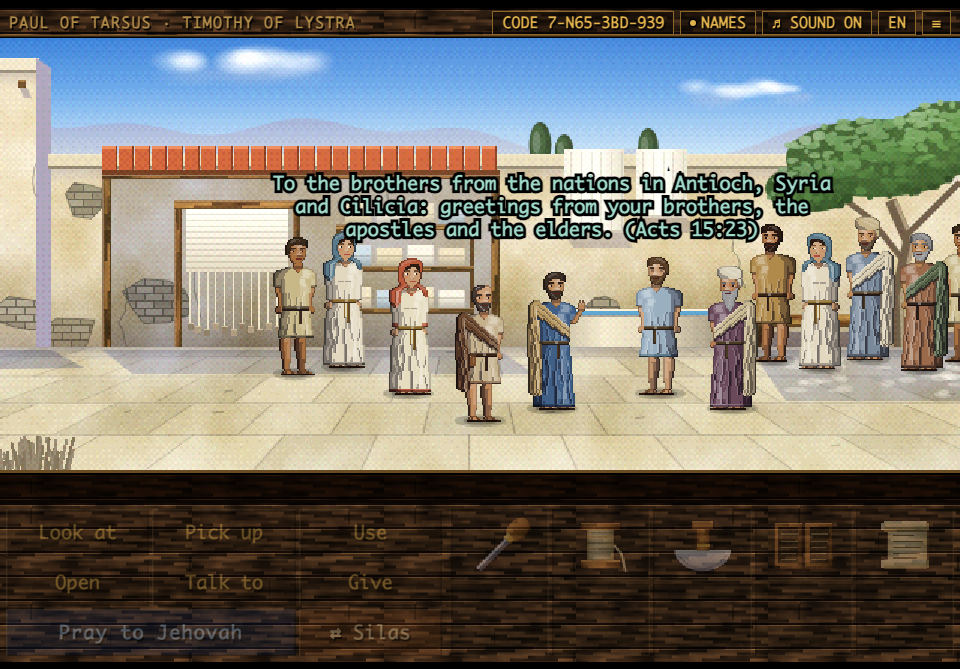 PAUL OF TARSUS · TIMOTHY OF LYSTRA
CODE 7-N65-3BD-939
● NAMES
♬ SOUND ON
EN
≡
To the brothers from the nations in Antioch, Syria
and Cilicia: greetings from your brothers, the
apostles and the elders. (Acts 15:23)
Look at
Pick up
Use
Open
Talk to
Give
Pray to Jehovah
⇄ Silas